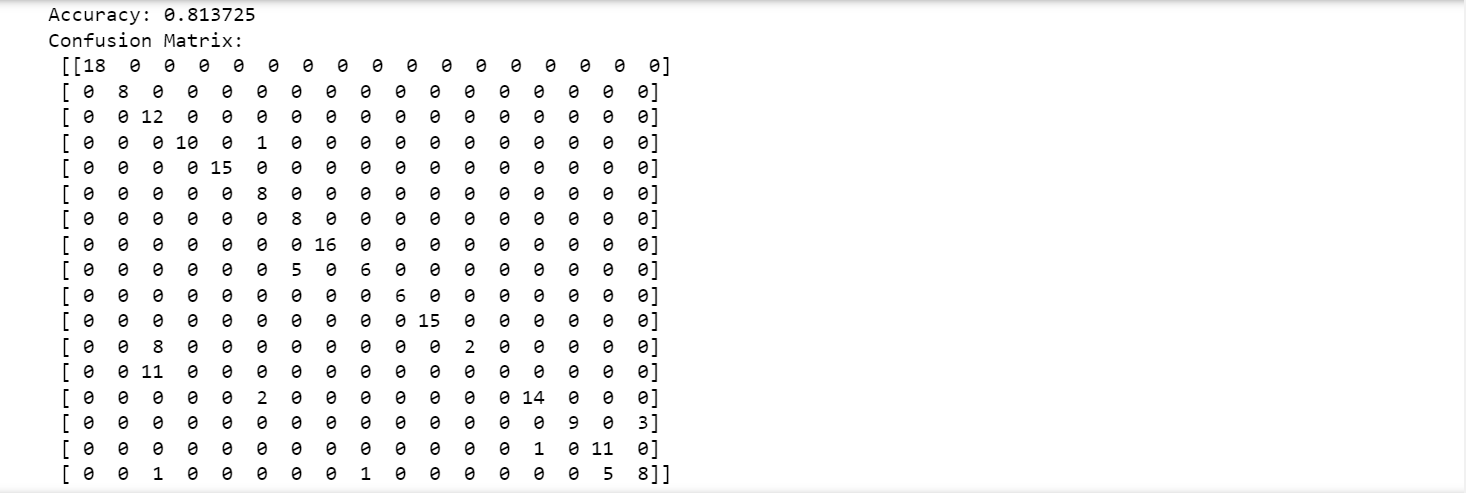 Accuracy: 0.813725
Confusion Matrix:
[[18 0 0 0 0 0 0 0 0 0 0 0 0 0 0 0 0]
[ 0 8 0 0 0 0 0 0 0 0 0 0 0 0 0 0 0]
[ 0 0 12 0 0 0 0 0 0 0 0 0 0 0 0 0 0]
[ 0 0 0 10 0 1 0 0 0 0 0 0 0 0 0 0 0]
[ 0 0 0 0 15 0 0 0 0 0 0 0 0 0 0 0 0]
[ 0 0 0 0 0 8 0 0 0 0 0 0 0 0 0 0 0]
[ 0 0 0 0 0 0 8 0 0 0 0 0 0 0 0 0 0]
[ 0 0 0 0 0 0 0 16 0 0 0 0 0 0 0 0 0]
[ 0 0 0 0 0 0 5 0 6 0 0 0 0 0 0 0 0]
[ 0 0 0 0 0 0 0 0 0 6 0 0 0 0 0 0 0]
[ 0 0 0 0 0 0 0 0 0 0 15 0 0 0 0 0 0]
[ 0 0 8 0 0 0 0 0 0 0 0 2 0 0 0 0 0]
[ 0 0 11 0 0 0 0 0 0 0 0 0 0 0 0 0 0]
[ 0 0 0 0 0 2 0 0 0 0 0 0 0 14 0 0 0]
[ 0 0 0 0 0 0 0 0 0 0 0 0 0 0 9 0 3]
[ 0 0 0 0 0 0 0 0 0 0 0 0 0 1 0 11 0]
[ 0 0 1 0 0 0 0 0 1 0 0 0 0 0 0 5 8]]